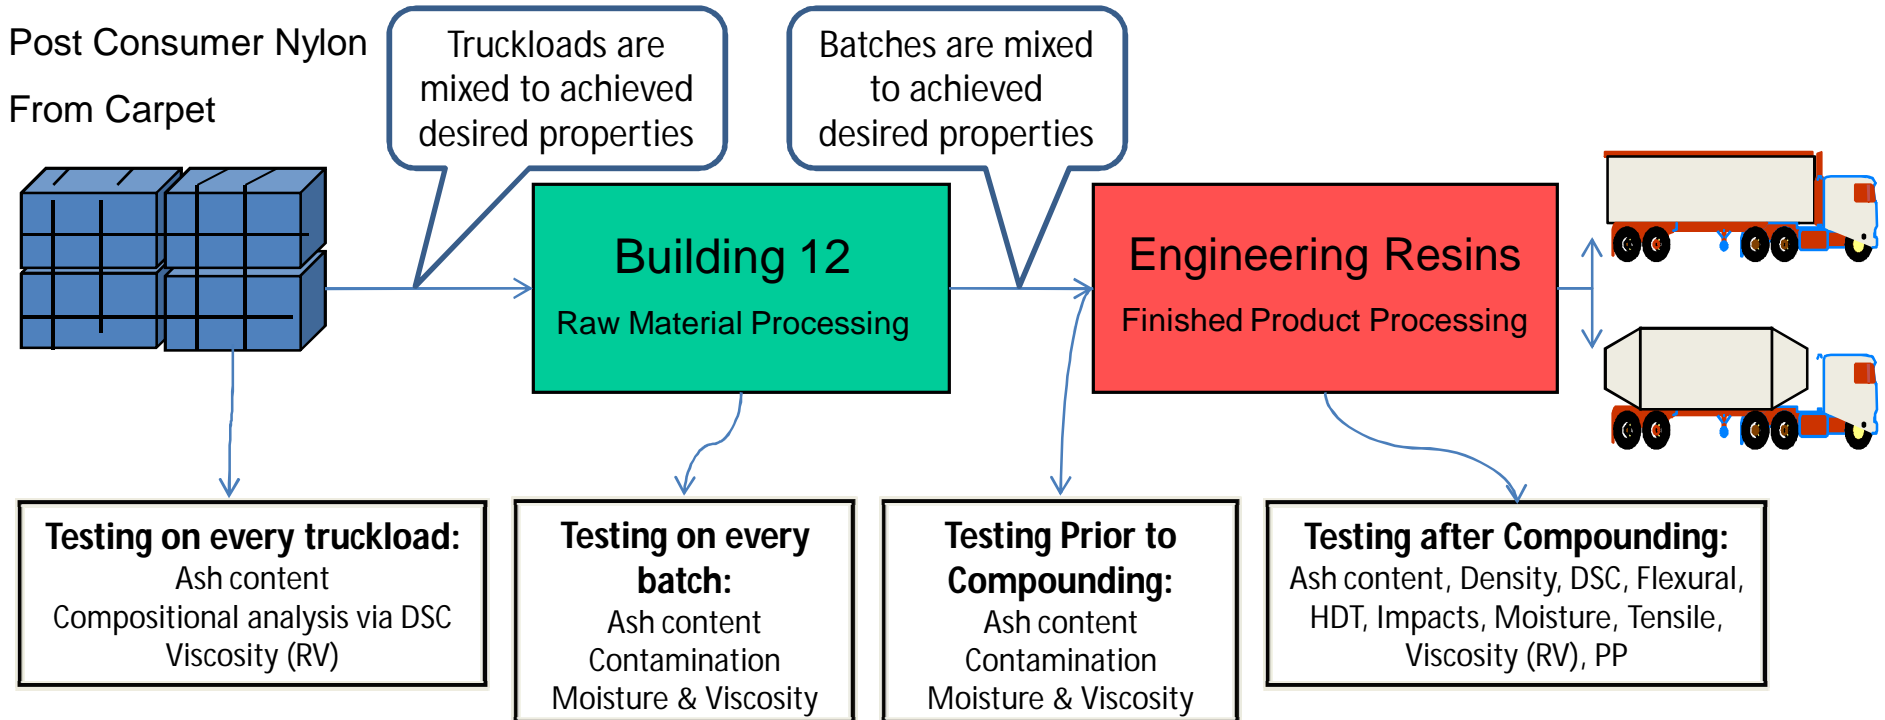 Post Consumer Nylon
From Carpet
Truckloads are
mixed to achieved
desired properties
Batches are mixed
to achieved
desired properties
Building 12
Raw Material Processing
Engineering Resins
Finished Product Processing
Testing on every truckload:
Ash content
Compositional analysis via DSC
Viscosity (RV)
Testing on every
batch:
Ash content
Contamination
Moisture & Viscosity
Testing Prior to
Compounding:
Ash content
Contamination
Moisture & Viscosity
Testing after Compounding:
Ash content, Density, DSC, Flexural,
HDT, Impacts, Moisture, Tensile,
Viscosity (RV), PP